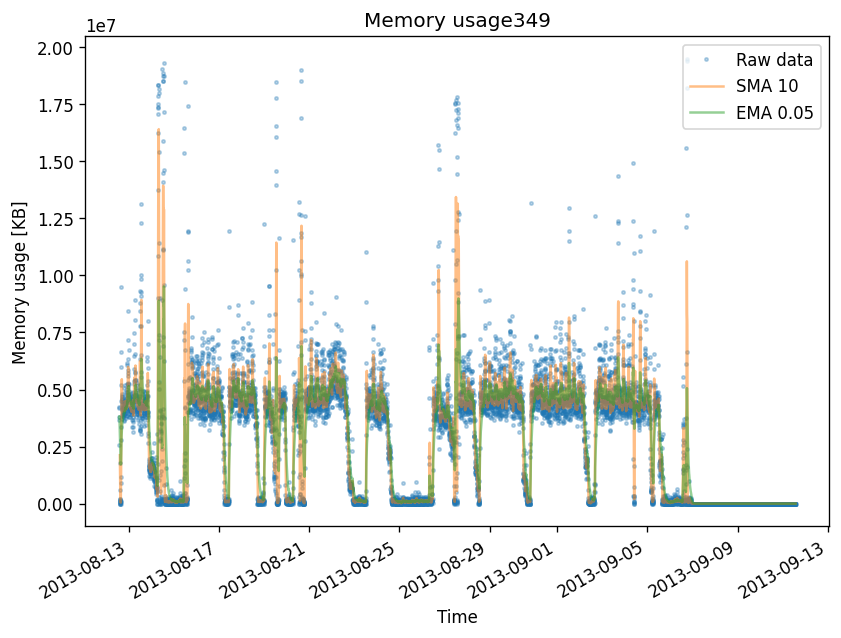 Memory usage349
1e7
2.00
1.75
1.50
1.25
1.00
0.75
0.50
0.25
0.00
Memory usage [KB]
Raw data
SMA 10
EMA 0.05
2013-08-13
2013-08-17
2013-08-21
2013-08-25
2013-08-29
2013-09-01
2013-09-05
2013-09-09
2013-09-13
Time